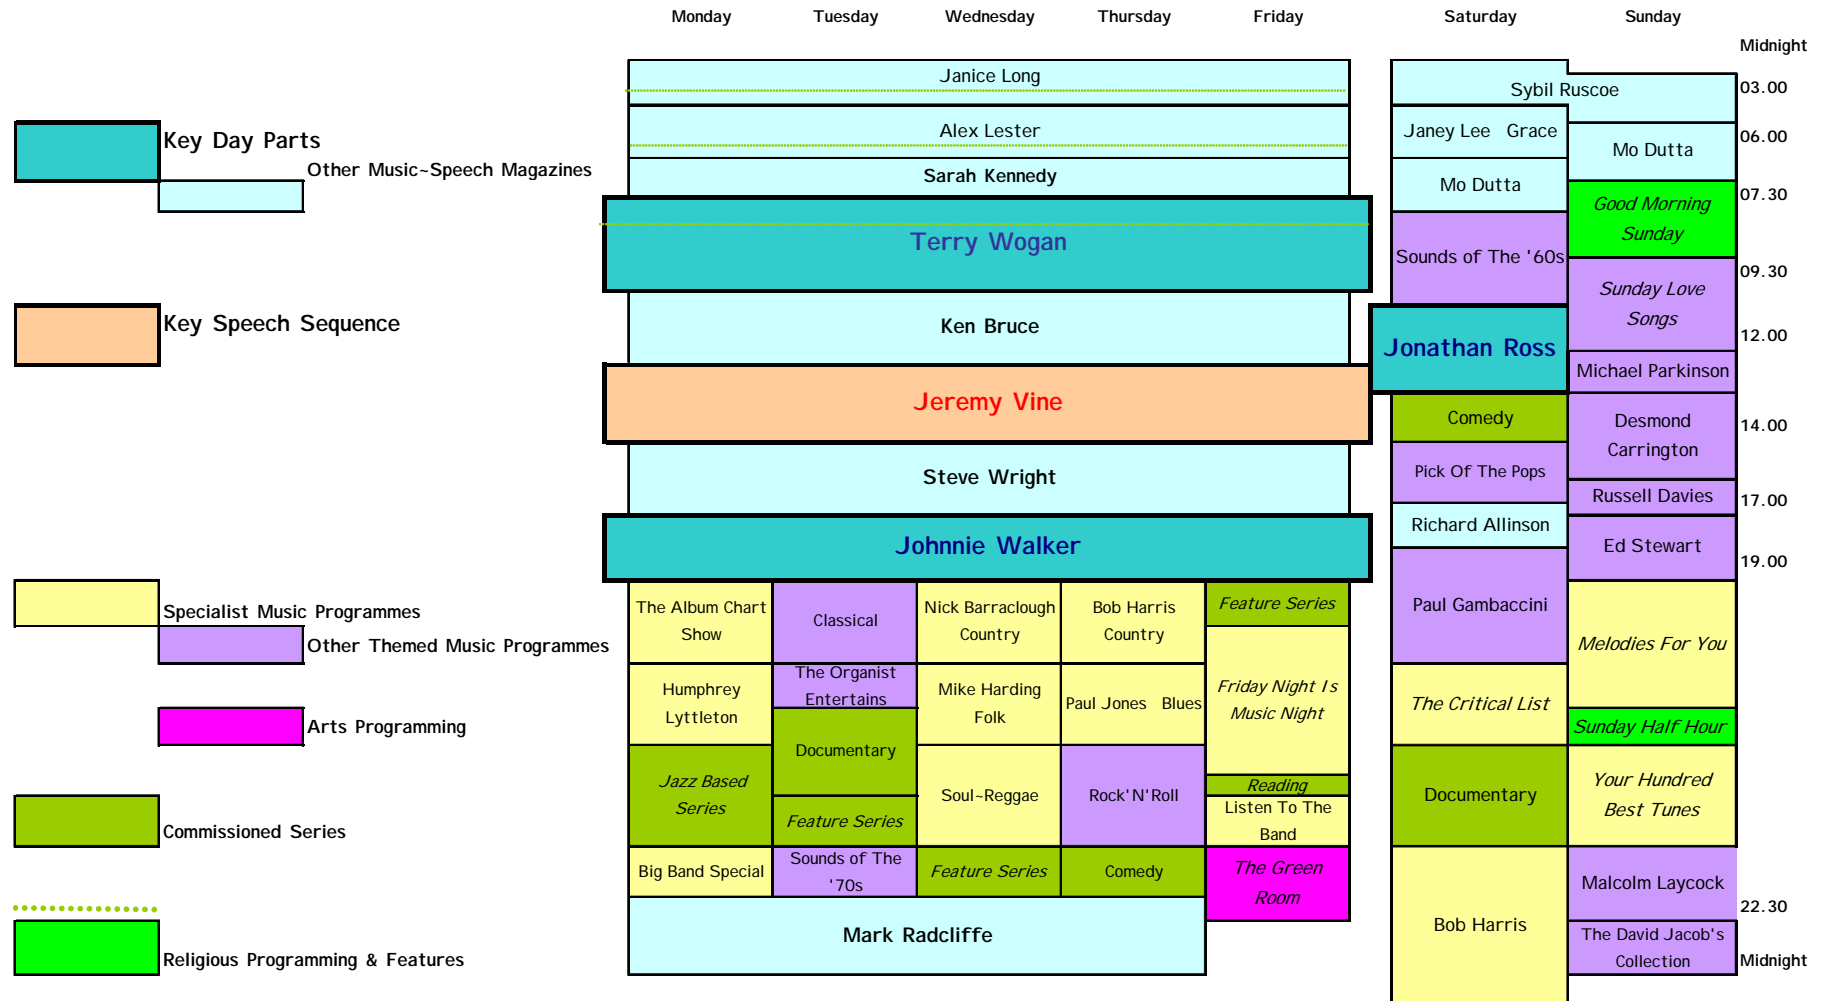 Monday Tuesday Wednesday Thursday Friday Saturday Sunday
Midnight
Janice Long
Sybil Ruscoe
03.00
Key Day Parts
Other Music~Speech Magazines
Alex Lester
Janey Lee Grace
06.00
Mo Dutta
Sarah Kennedy
Mo Dutta
07.30
Good Morning
Sunday
Terry Wogan
Sounds of The '60s
09.30
Sunday Love
Songs
Key Speech Sequence
Ken Bruce
12.00
Jonathan Ross
Michael Parkinson
Jeremy Vine
Comedy
Desmond
Carrington
14.00
Steve Wright
Pick Of The Pops
Russell Davies
17.00
Richard Allinson
Johnnie Walker
Ed Stewart
19.00
Specialist Music Programmes
Other Themed Music Programmes
The Album Chart
Show
Classical
Nick Barraclough
Country
Bob Harris
Country
Feature Series
Paul Gambaccini
Melodies For You
Humphrey
Lyttleton
The Organist
Entertains
Mike Harding
Folk
Paul Jones Blues
Friday Night Is
Music Night
The Critical List
Arts Programming
Sunday Half Hour
Jazz Based
Series
Documentary
Soul~Reggae
Rock'N'Roll
Reading
Documentary
Your Hundred
Best Tunes
Commissioned Series
Feature Series
Listen To The
Band
Big Band Special
Sounds of The
'70s
Feature Series
Comedy
The Green
Room
Malcolm Laycock
22.30
Mark Radcliffe
Bob Harris
The David Jacob's
Collection
Religious Programming & Features
Midnight